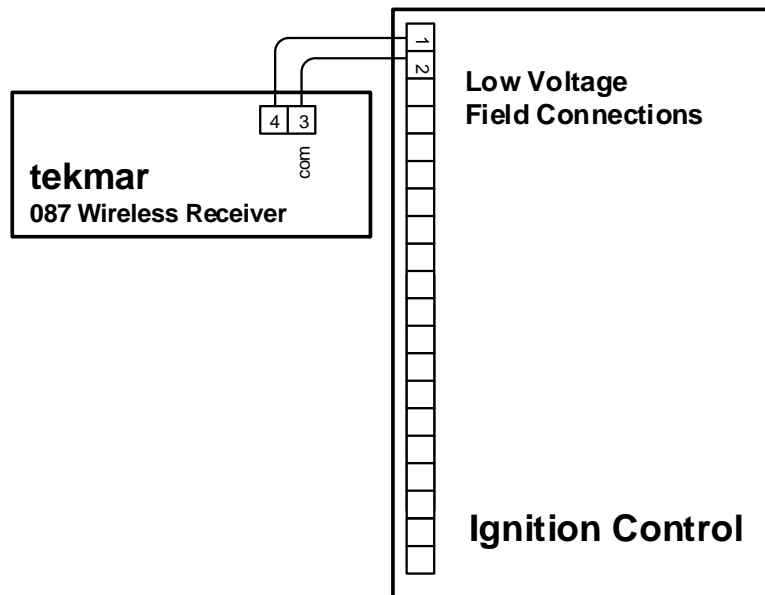 1
2
Low Voltage
Field Connections
4 3
com
tekmar
087 Wireless Receiver
Ignition Control